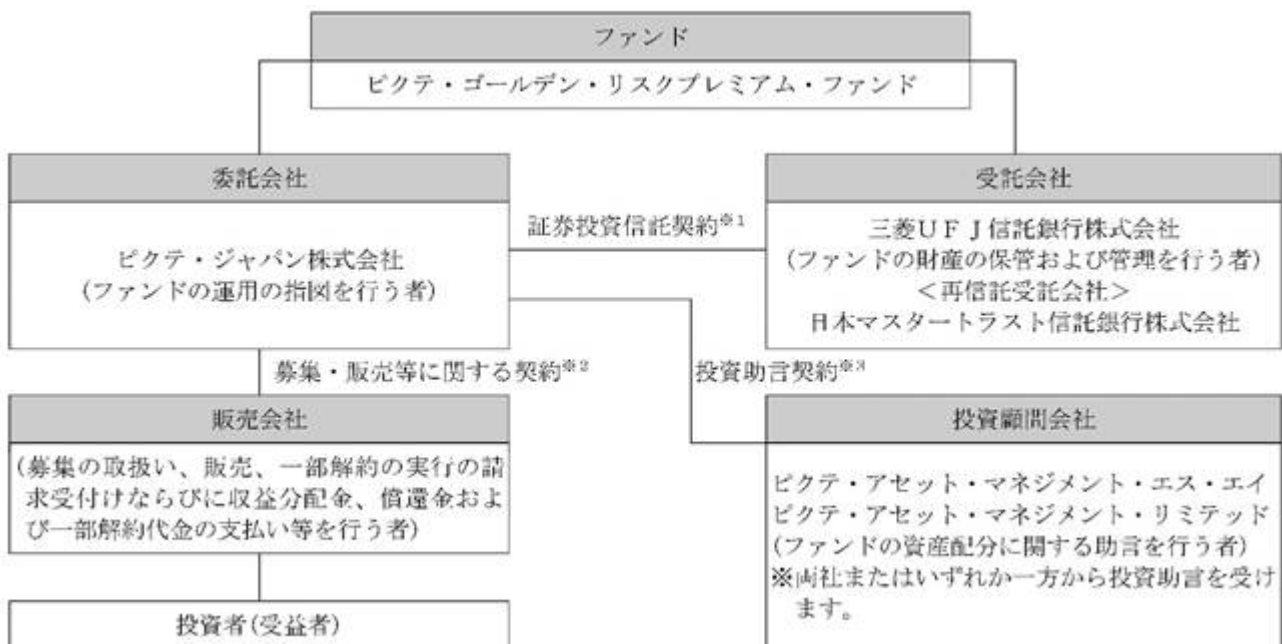 ファンド
ピクテ・ゴールデン・リスクプレミアム・ファンド
委託会社
ピクテ・ジャパン株式会社
(ファンドの運用の指図を行う者)
証券投資信託契約※1
受託会社
三菱UFJ信託銀行株式会社
(ファンドの財産の保管および管理を行う者)
<再信託受託会社>
日本マスタートラスト信託銀行株式会社
募集・販売等に関する契約※2
投資助言契約※3
販売会社
(募集の取扱い、販売、一部解約の実行の請
求受付けならびに収益分配金、償還金およ
び一部解約代金の支払い等を行う者)
投資顧問会社
ピクテ・アセット・マネジメント・エス・エイ
ピクテ・アセット・マネジメント・リミテッド
(ファンドの資産配分に関する助言を行う者)
※両社またはいずれか一方から投資助言を受け
ます。
投資者(受益者)